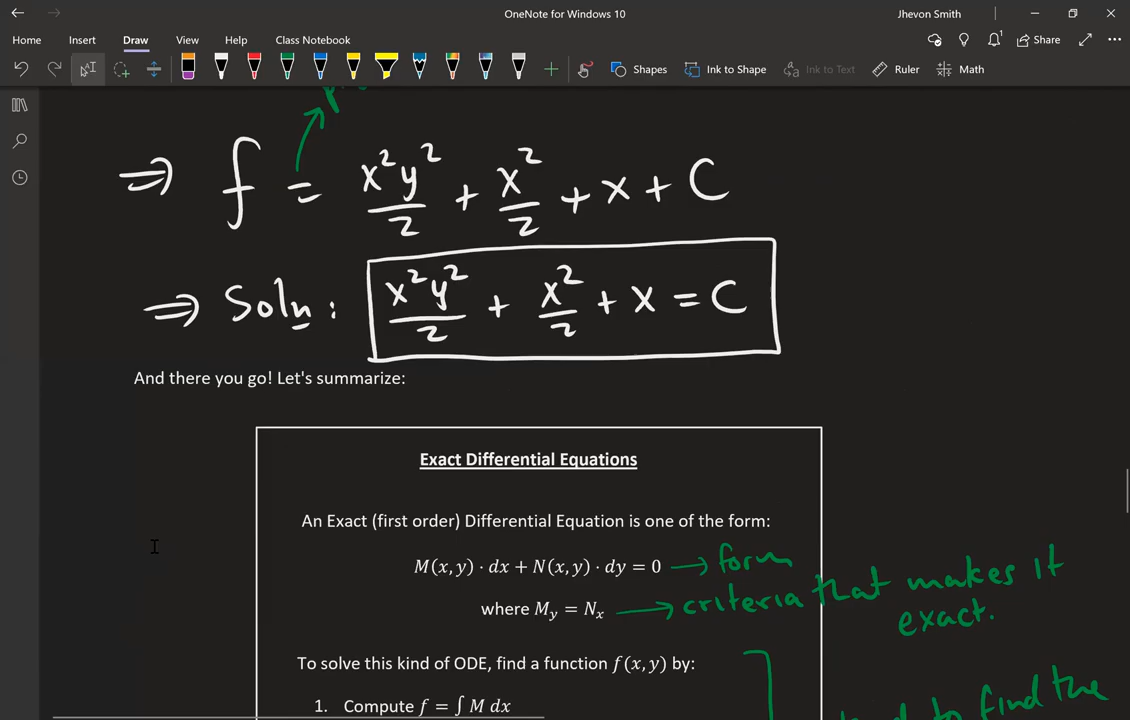 OneNote for Windows 10
Jhevon Smith
Home Insert Draw View Help Class Notebook
Share
Shapes Ink to Shape Ink to Text Ruler Math
⇒ f = x²y²/2 + x²/2 + x + C
⇒ Soln: x²y²/2 + x²/2 + x = C
And there you go! Let's summarize:
Exact Differential Equations
An Exact (first order) Differential Equation is one of the form:
M(x, y) · dx + N(x, y) · dy = 0 → form
where M_y = N_x → criteria that makes it
exact.
To solve this kind of ODE, find a function f(x, y) by:
to find the
1. Compute f = ∫ M dx